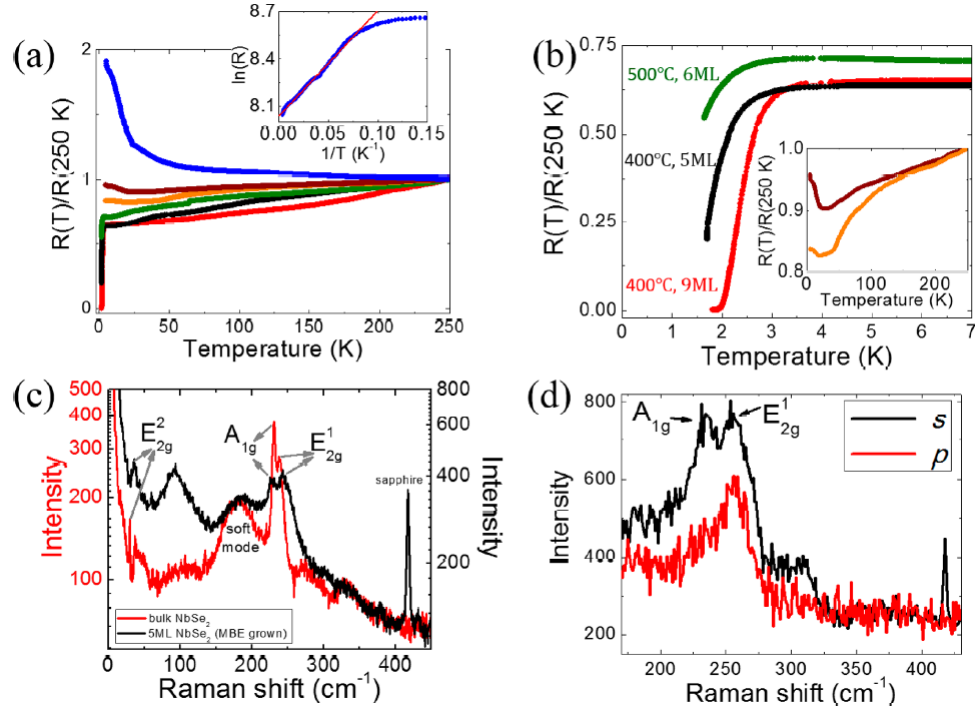 (a)
R(T)/R(250 K)
2
1
0
0 50 100 150 200 250
Temperature (K)
ln(R)
8.7
8.4
8.1
0.00 0.05 0.10 0.15
1/T (K⁻¹)
(b)
R(T)/R(250 K)
0.75
0.50
0.25
0.00
0 1 2 3 4 5 6 7
Temperature (K)
500°C, 6ML
400°C, 5ML
400°C, 9ML
R(T)/R(250 K)
1.0
0.9
0.8
0 100 200
Temperature (K)
(c)
Intensity
500
400
300
200
100
800
600
400
200
Intensity
E²2g
A1g
E¹2g
sapphire
soft
mode
bulk NbSe₂
5ML NbSe₂ (MBE grown)
0 100 200 300 400
Raman shift (cm⁻¹)
(d)
Intensity
800
600
400
200
A1g
E¹2g
s
p
200 250 300 350 400
Raman shift (cm⁻¹)